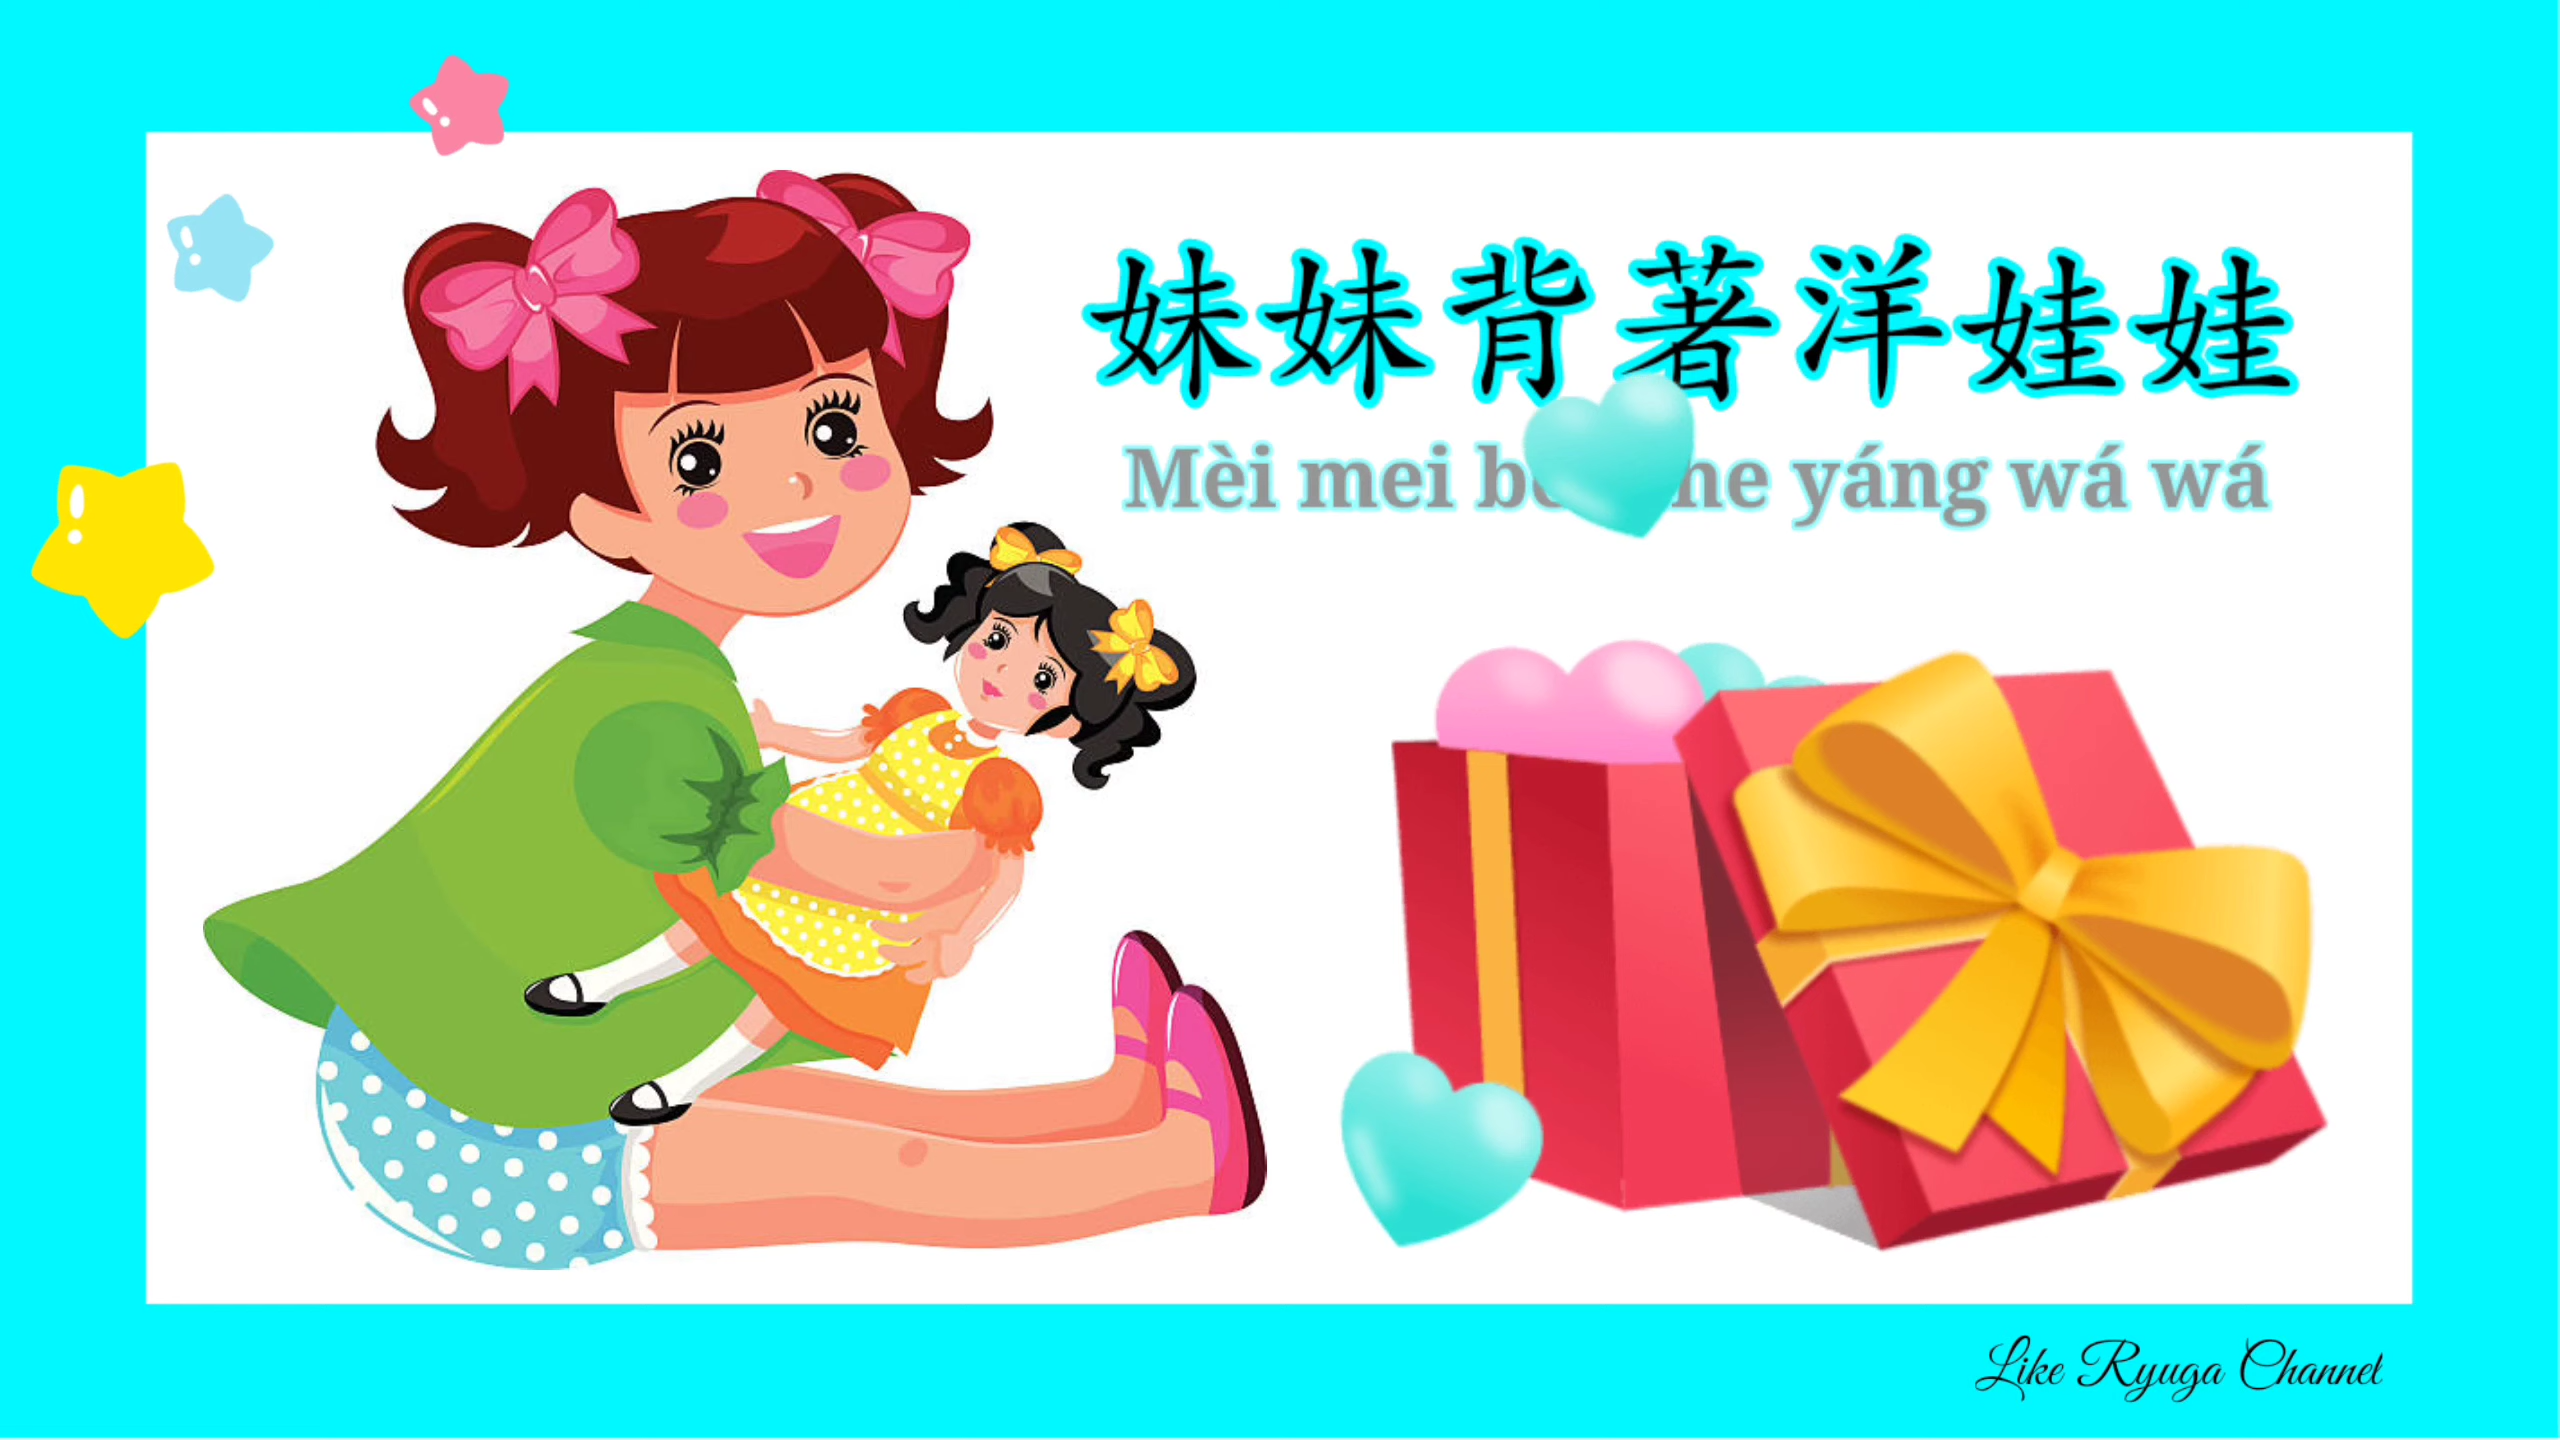 妹妹背著洋娃娃
Mèi mei yáng wá wá
Like Ryuga Channel